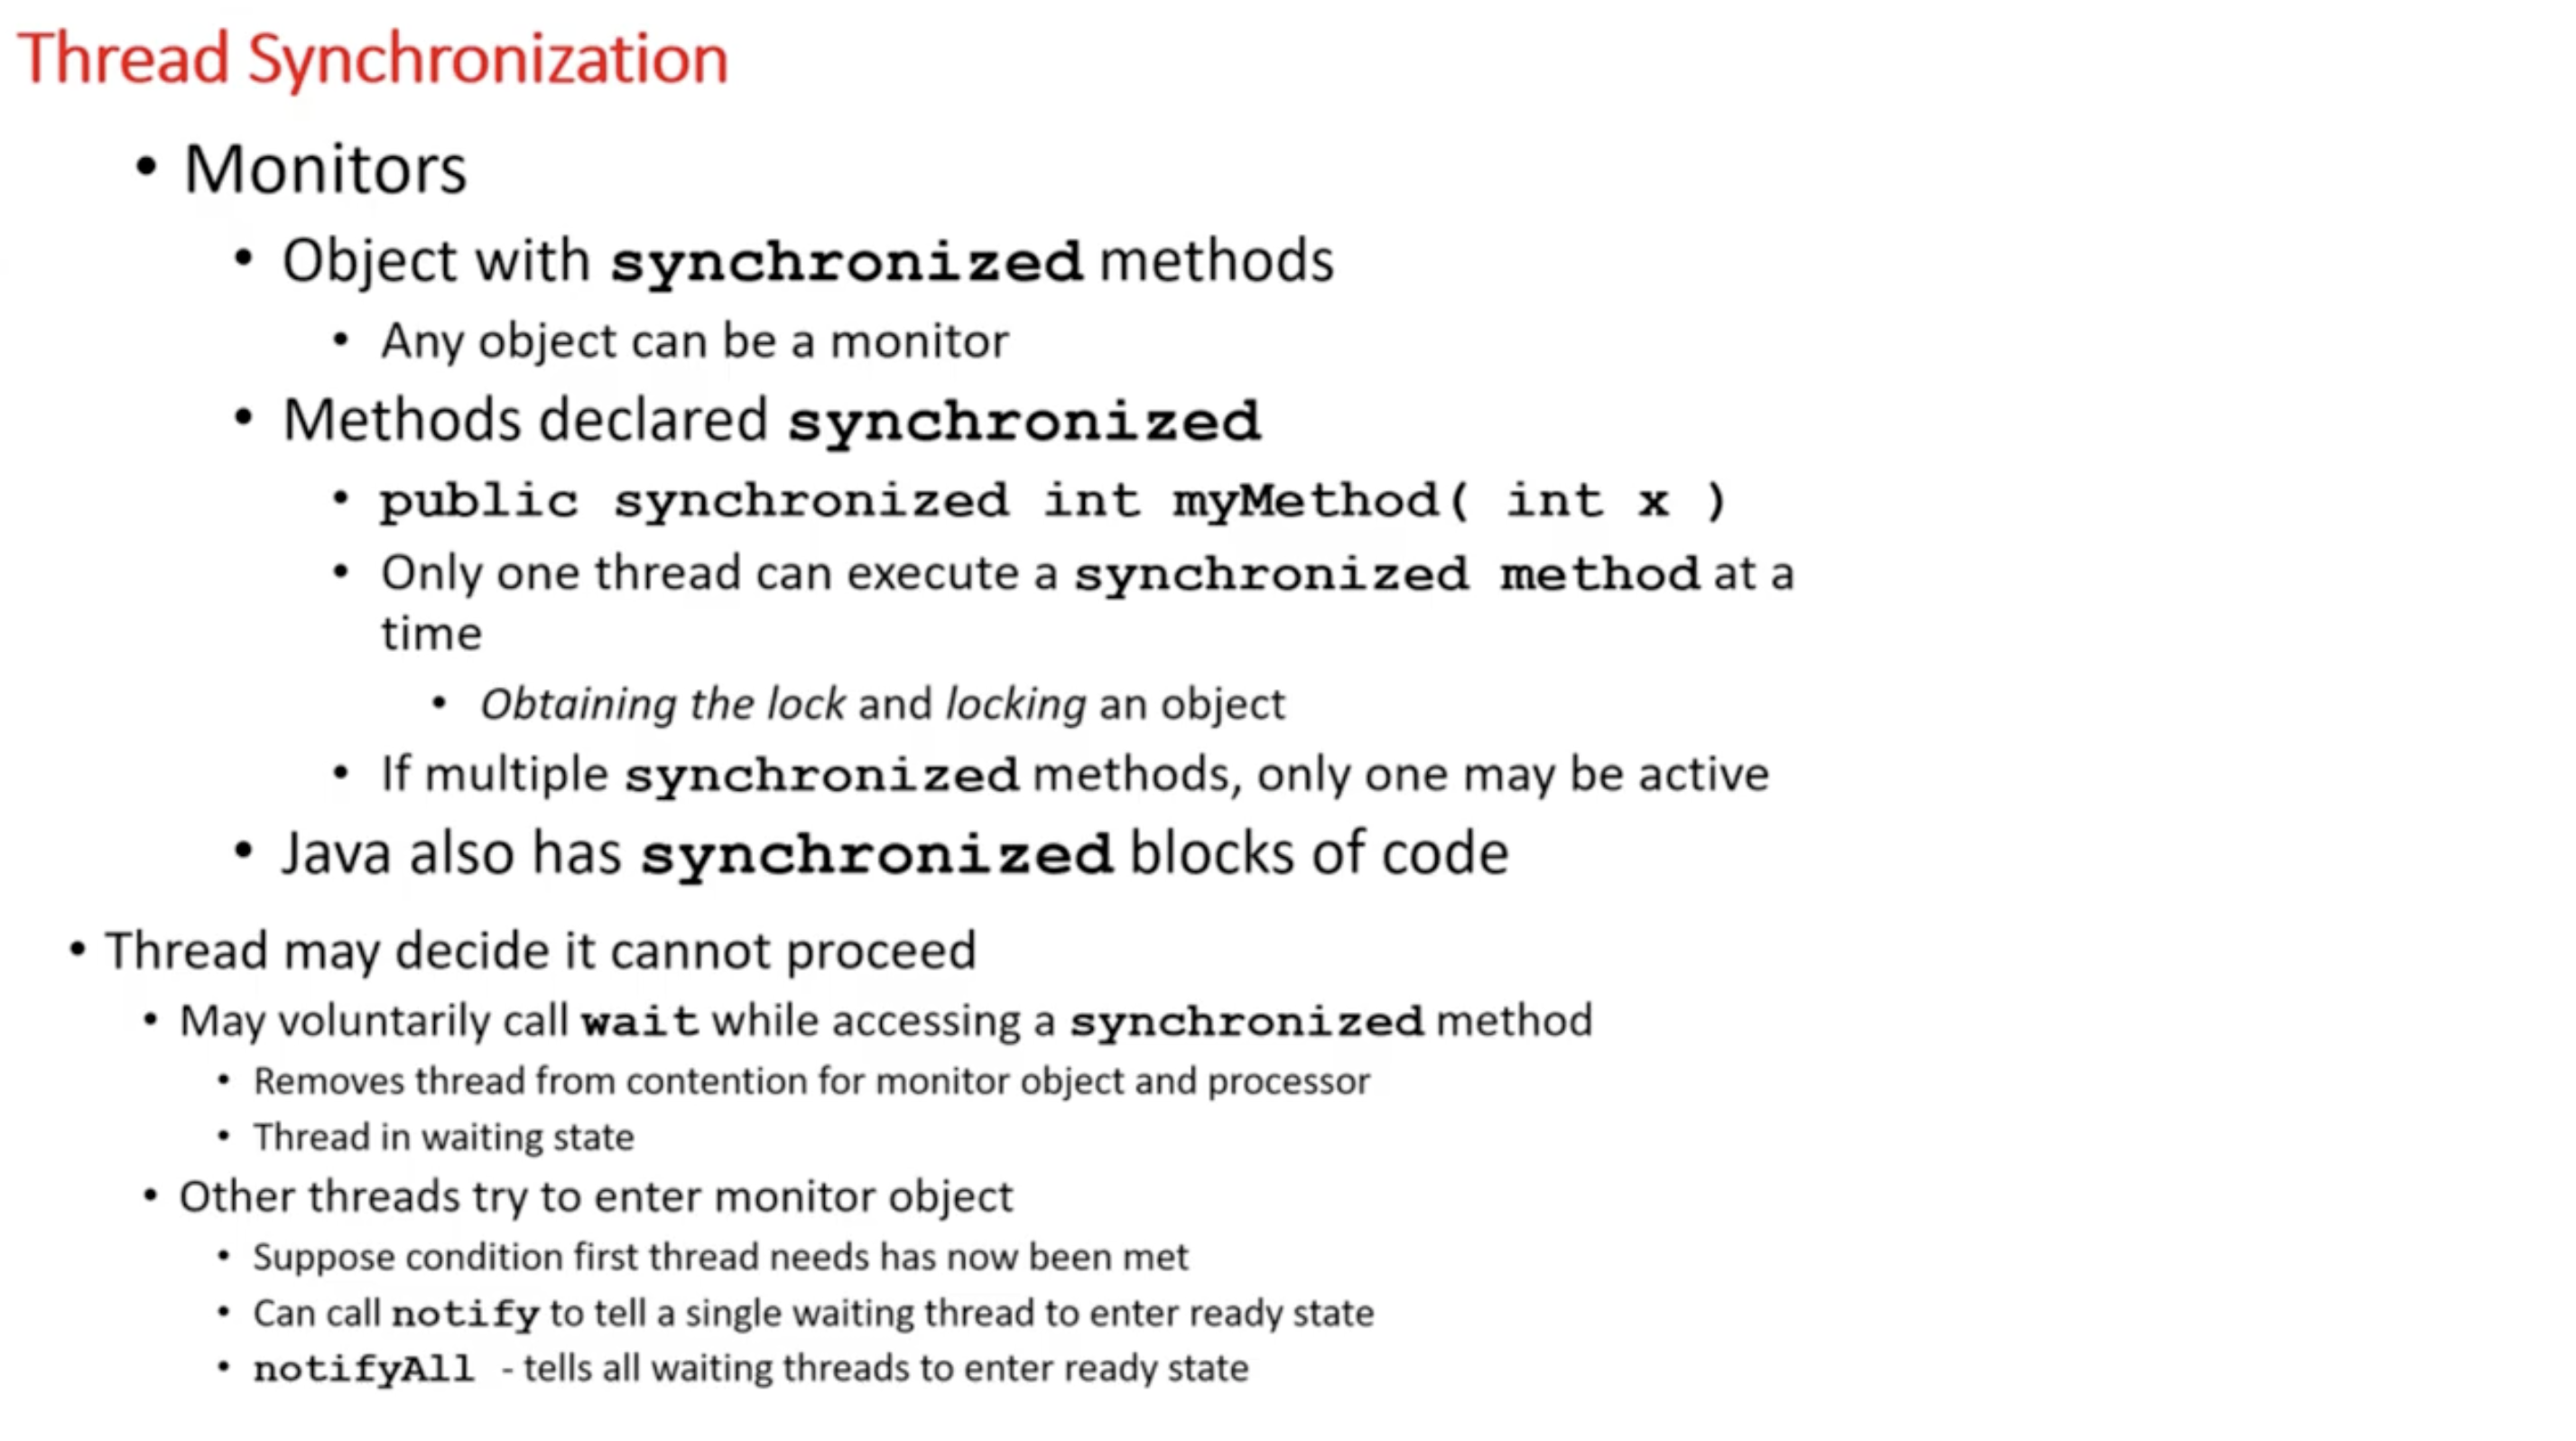 Thread Synchronization
• Monitors
• Object with synchronized methods
• Any object can be a monitor
• Methods declared synchronized
• public synchronized int myMethod( int x )
• Only one thread can execute a synchronized method at a
time
• Obtaining the lock and locking an object
• If multiple synchronized methods, only one may be active
• Java also has synchronized blocks of code
• Thread may decide it cannot proceed
• May voluntarily call wait while accessing a synchronized method
• Removes thread from contention for monitor object and processor
• Thread in waiting state
• Other threads try to enter monitor object
• Suppose condition first thread needs has now been met
• Can call notify to tell a single waiting thread to enter ready state
• notifyAll - tells all waiting threads to enter ready state